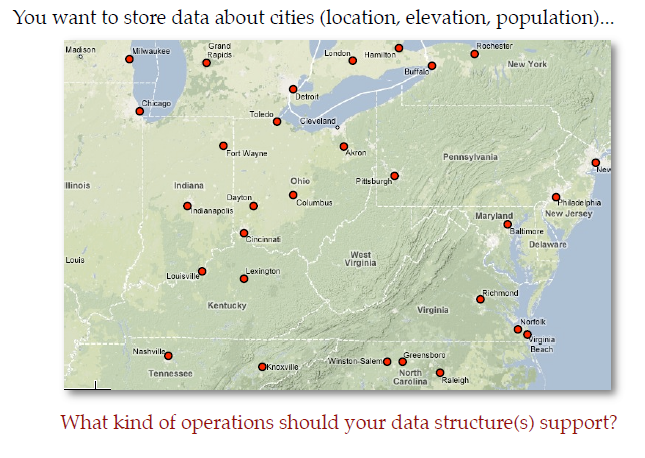 You want to store data about cities (location, elevation, population)...
Madison
Milwaukee
Grand
Rapids
London
Hamilton
Rochester
Buffalo
New York
Detroit
Chicago
Toledo
Cleveland
Fort Wayne
Akron
Pennsylvania
New
llinois
Indiana
Ohio
Pittsburgh
Dayton
Columbus
Indianapolis
Philadelphia
Maryland
New Jersey
Baltimore
Cincinnati
Delaware
Louis
West
Virginia
Louisville
Lexington
Richmond
Kentucky
Virginia
Norfolk
Virginia
Beach
Nashville
Winston-Salem
Greensboro
Knoxville
Tennessee
North
Carolina
Raleigh
What kind of operations should your data structure(s) support?